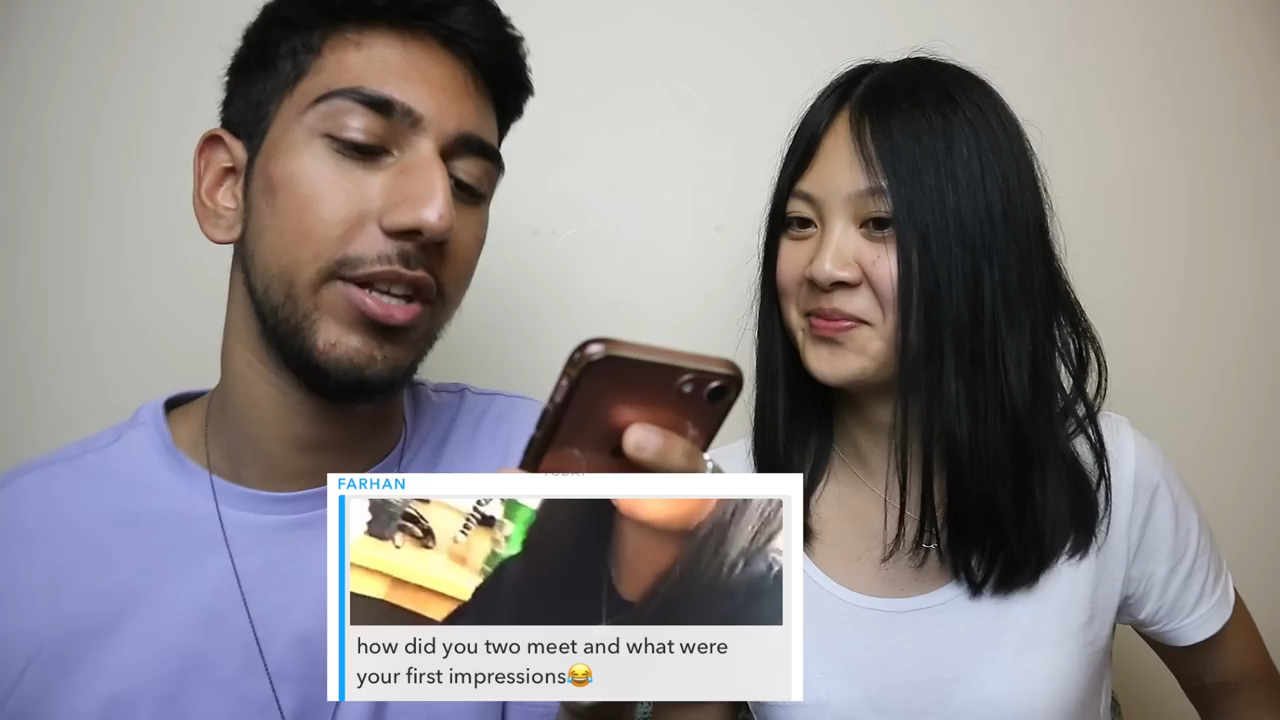 FARHAN
how did you two meet and what were
your first impressions😂